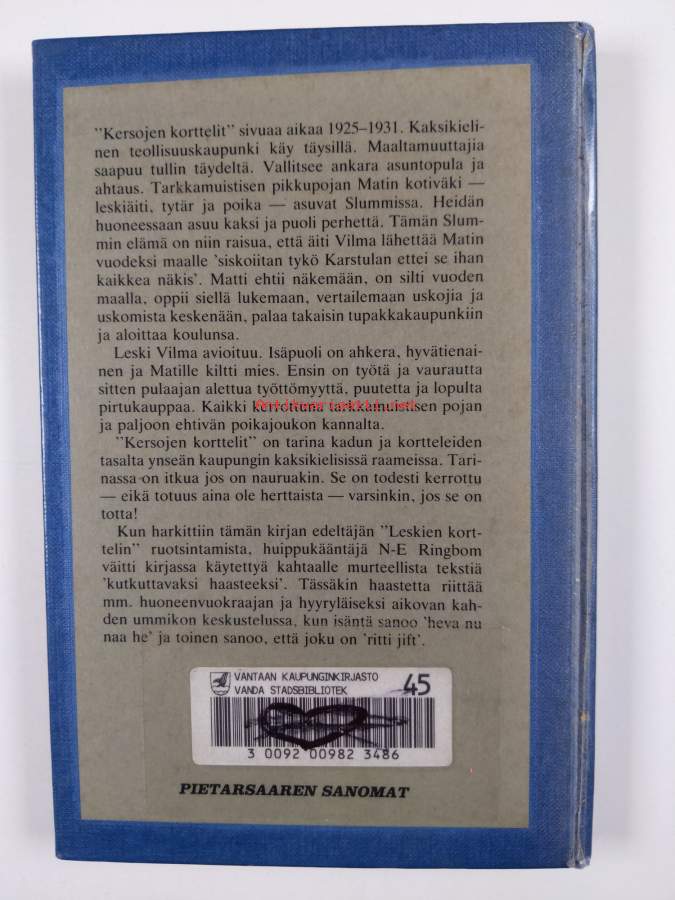 "Kersojen korttelit" sivuaa aikaa 1925–1931. Kaksikieli-
nen teollisuuskaupunki käy täysillä. Maaltamuuttajia
saapuu tullin täydeltä. Vallitsee ankara asuntopula ja
ahtaus. Tarkkamuistisen pikkupojan Matin kotiväki —
leskiäiti, tytär ja poika — asuvat Slummissa. Heidän
huoneessaan asuu kaksi ja puoli perhettä. Tämän Slum-
min elämä on niin raisua, että äiti Vilma lähettää Matin
vuodeksi maalle 'siskoiitan tykö Karstulan ettei se ihan
kaikkea näkis'. Matti ehtii näkemään, on silti vuoden
maalla, oppii siellä lukemaan, vertailemaan uskojia ja
uskomista keskenään, palaa takaisin tupakkakaupunkiin
ja aloittaa koulunsa.
Leski Vilma avioituu. Isäpuoli on ahkera, hyvätienai-
nen ja Matille kiltti mies. Ensin on työtä ja vaurautta
sitten pulaajan alettua työttömyyttä, puutetta ja lopulta
pirtukauppaa. Kaikki kerrottuna tarkkamuistisen pojan
ja paljoon ehtivän poikajoukon kannalta.
"Kersojen korttelit" on tarina kadun ja kortteleiden
tasalta ynseän kaupungin kaksikielisissä raameissa. Tari-
nassa on itkua jos on nauruakin. Se on todesti kerrottu
— eikä totuus aina ole herttaista — varsinkin, jos se on
totta!
Kun harkittiin tämän kirjan edeltäjän "Leskien kort-
telin" ruotsintamista, huippukääntäjä N-E Ringbom
väitti kirjassa käytettyä kahtaalle murteellista tekstiä
'kutkuttavaksi haasteeksi'. Tässäkin haastetta riittää
mm. huoneenvuokraajan ja hyyryläiseksi aikovan kah-
den ummikon keskustelussa, kun isäntä sanoo 'heva nu
naa he' ja toinen sanoo, että joku on 'ritti jift'.
VANTAAN KAUPUNGINKIRJASTO 45
VANDA STADSBIBLIOTEK
3 0092 00982 3486
PIETARSAAREN SANOMAT